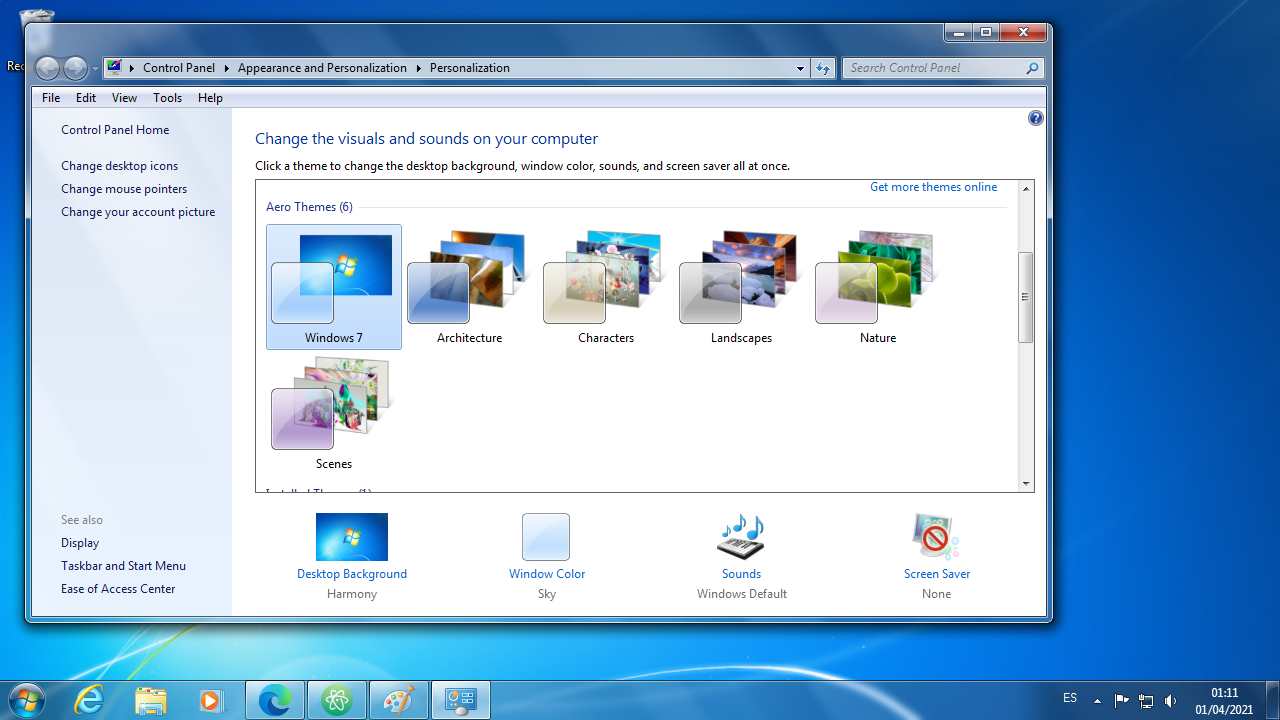 Rec
Control Panel
Appearance and Personalization
Personalization
Search Control Panel
File Edit View Tools Help
Control Panel Home
Change desktop icons
Change mouse pointers
Change your account picture
Change the visuals and sounds on your computer
Click a theme to change the desktop background, window color, sounds, and screen saver all at once.
Get more themes online
Aero Themes (6)
Windows 7
Architecture
Characters
Landscapes
Nature
Scenes
Installed Themes (1)
See also
Display
Taskbar and Start Menu
Ease of Access Center
Desktop Background
Harmony
Window Color
Sky
Sounds
Windows Default
Screen Saver
None
ES
01:11
01/04/2021